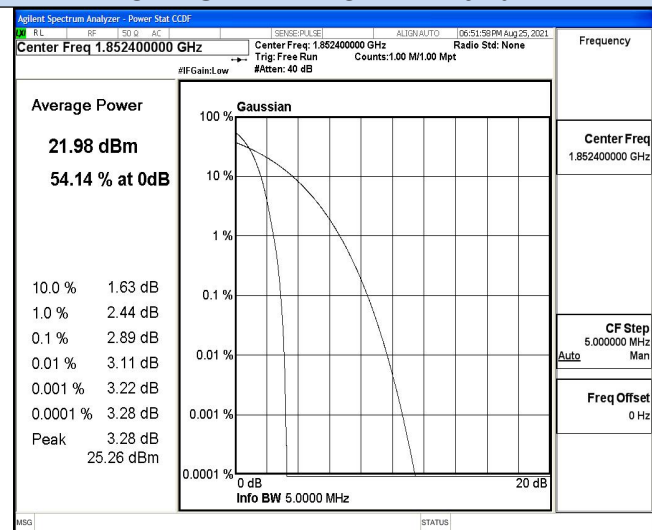 Agilent Spectrum Analyzer - Power Stat CCDF
RL RF 50 Ω AC SENSE:PULSE ALIGNAUTO 06:51:58PM Aug 25, 2021
Center Freq 1.852400000 GHz
Center Freq: 1.852400000 GHz Radio Std: None
Trig: Free Run Counts:1.00 M/1.00 Mpt
#IFGain:Low #Atten: 40 dB
Frequency
Average Power
21.98 dBm
54.14 % at 0dB
10.0 % 1.63 dB
1.0 % 2.44 dB
0.1 % 2.89 dB
0.01 % 3.11 dB
0.001 % 3.22 dB
0.0001 % 3.28 dB
Peak 3.28 dB
25.26 dBm
Gaussian
100 %
10 %
1 %
0.1 %
0.01 %
0.001 %
0.0001 %
0 dB 20 dB
Info BW 5.0000 MHz
Center Freq
1.852400000 GHz
CF Step
5.000000 MHz
Auto Man
Freq Offset
0 Hz
MSG STATUS